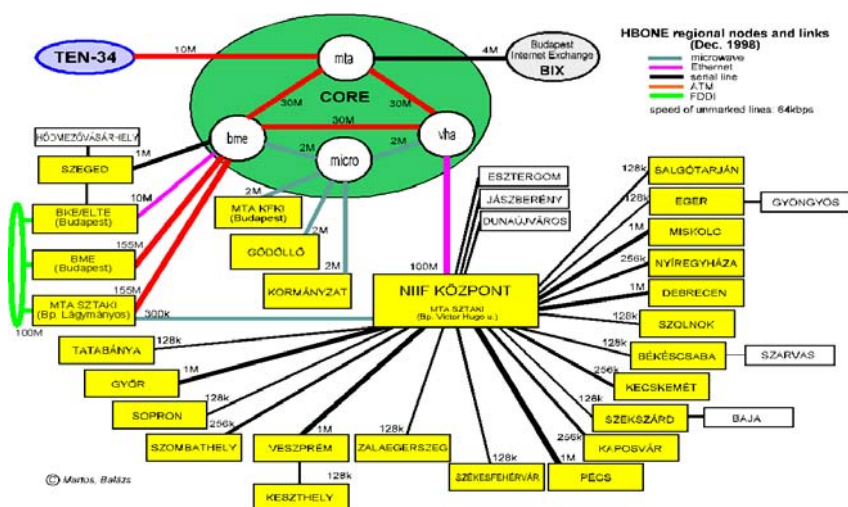 HBONE regional nodes and links
(Dec. 1998)
microwave
Ethernet
serial line
ATM
FDDI
speed of unmarked lines: 64kbps
TEN-34
10M
mta
4M
Budapest
Internet Exchange
BIX
30M
CORE
30M
30M
bme
vha
2M
2M
micro
HÓDMEZŐVÁSÁRHELY
SZEGED
1M
10M
BKE/ELTE
(Budapest)
155M
BME
(Budapest)
155M
MTA SZTAKI
(Bp. Lágymányos)
100M
300k
2M
MTA KFKI
(Budapest)
2M
GÖDÖLLŐ
2M
KORMÁNYZAT
ESZTERGOM
JÁSZBERÉNY
DUNAÚJVÁROS
100M
NIIF KÖZPONT
MTA SZTAKI
(Bp. Victor Hugo u.)
128k
SALGÓTARJÁN
128k
EGER
GYÖNGYÖS
1M
MISKOLC
256k
NYÍREGYHÁZA
1M
DEBRECEN
128k
SZOLNOK
128k
BÉKÉSCSABA
SZARVAS
256k
KECSKEMÉT
128k
SZEKSZÁRD
BAJA
256k
KAPOSVÁR
1M
PÉCS
128k
SZÉKESFEHÉRVÁR
128k
ZALAEGERSZEG
1M
VESZPRÉM
128k
KESZTHELY
256k
SZOMBATHELY
128k
SOPRON
1M
GYŐR
128k
TATABÁNYA
© Martos, Balázs